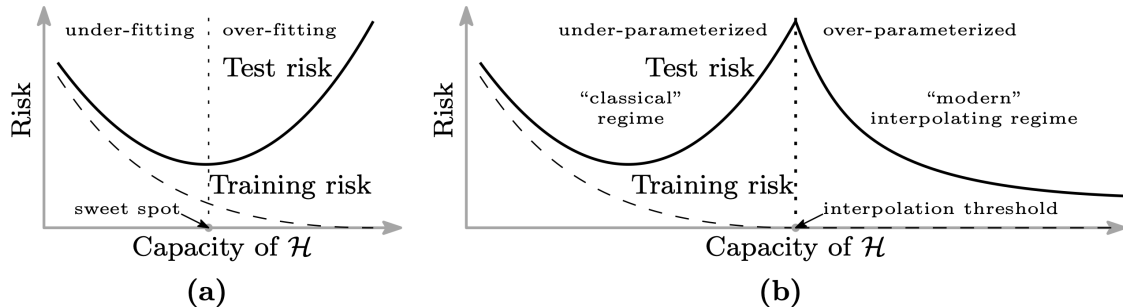 under-fitting
over-fitting
Test risk
Risk
Training risk
sweet spot
Capacity of ℋ
(a)
under-parameterized
over-parameterized
Test risk
“classical”
regime
“modern”
interpolating regime
Risk
Training risk
interpolation threshold
Capacity of ℋ
(b)